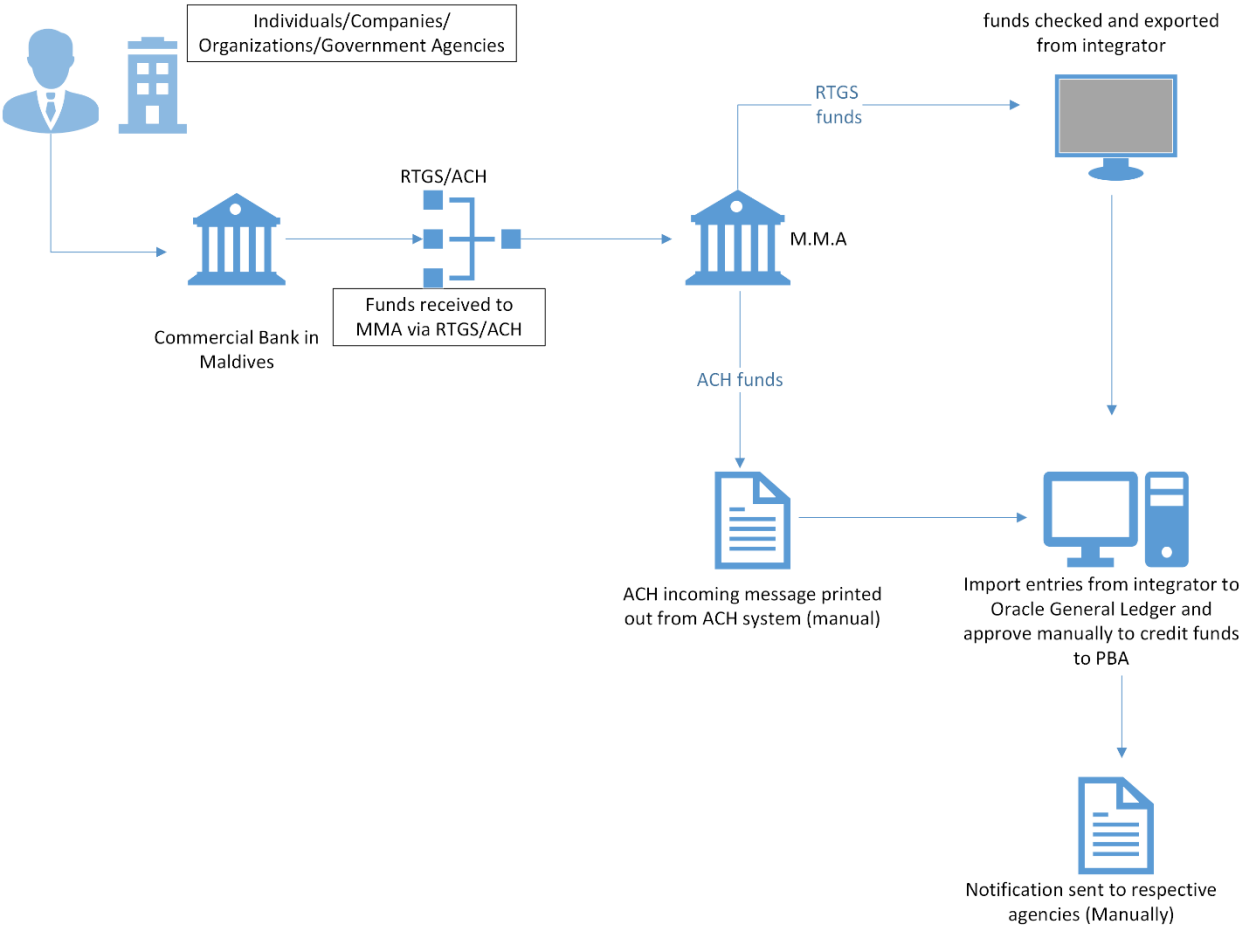 Individuals/Companies/
Organizations/Government Agencies
funds checked and exported
from integrator
RTGS
funds
RTGS/ACH
M.M.A
Funds received to
MMA via RTGS/ACH
Commercial Bank in
Maldives
ACH funds
ACH incoming message printed
out from ACH system (manual)
Import entries from integrator to
Oracle General Ledger and
approve manually to credit funds
to PBA
Notification sent to respective
agencies (Manually)